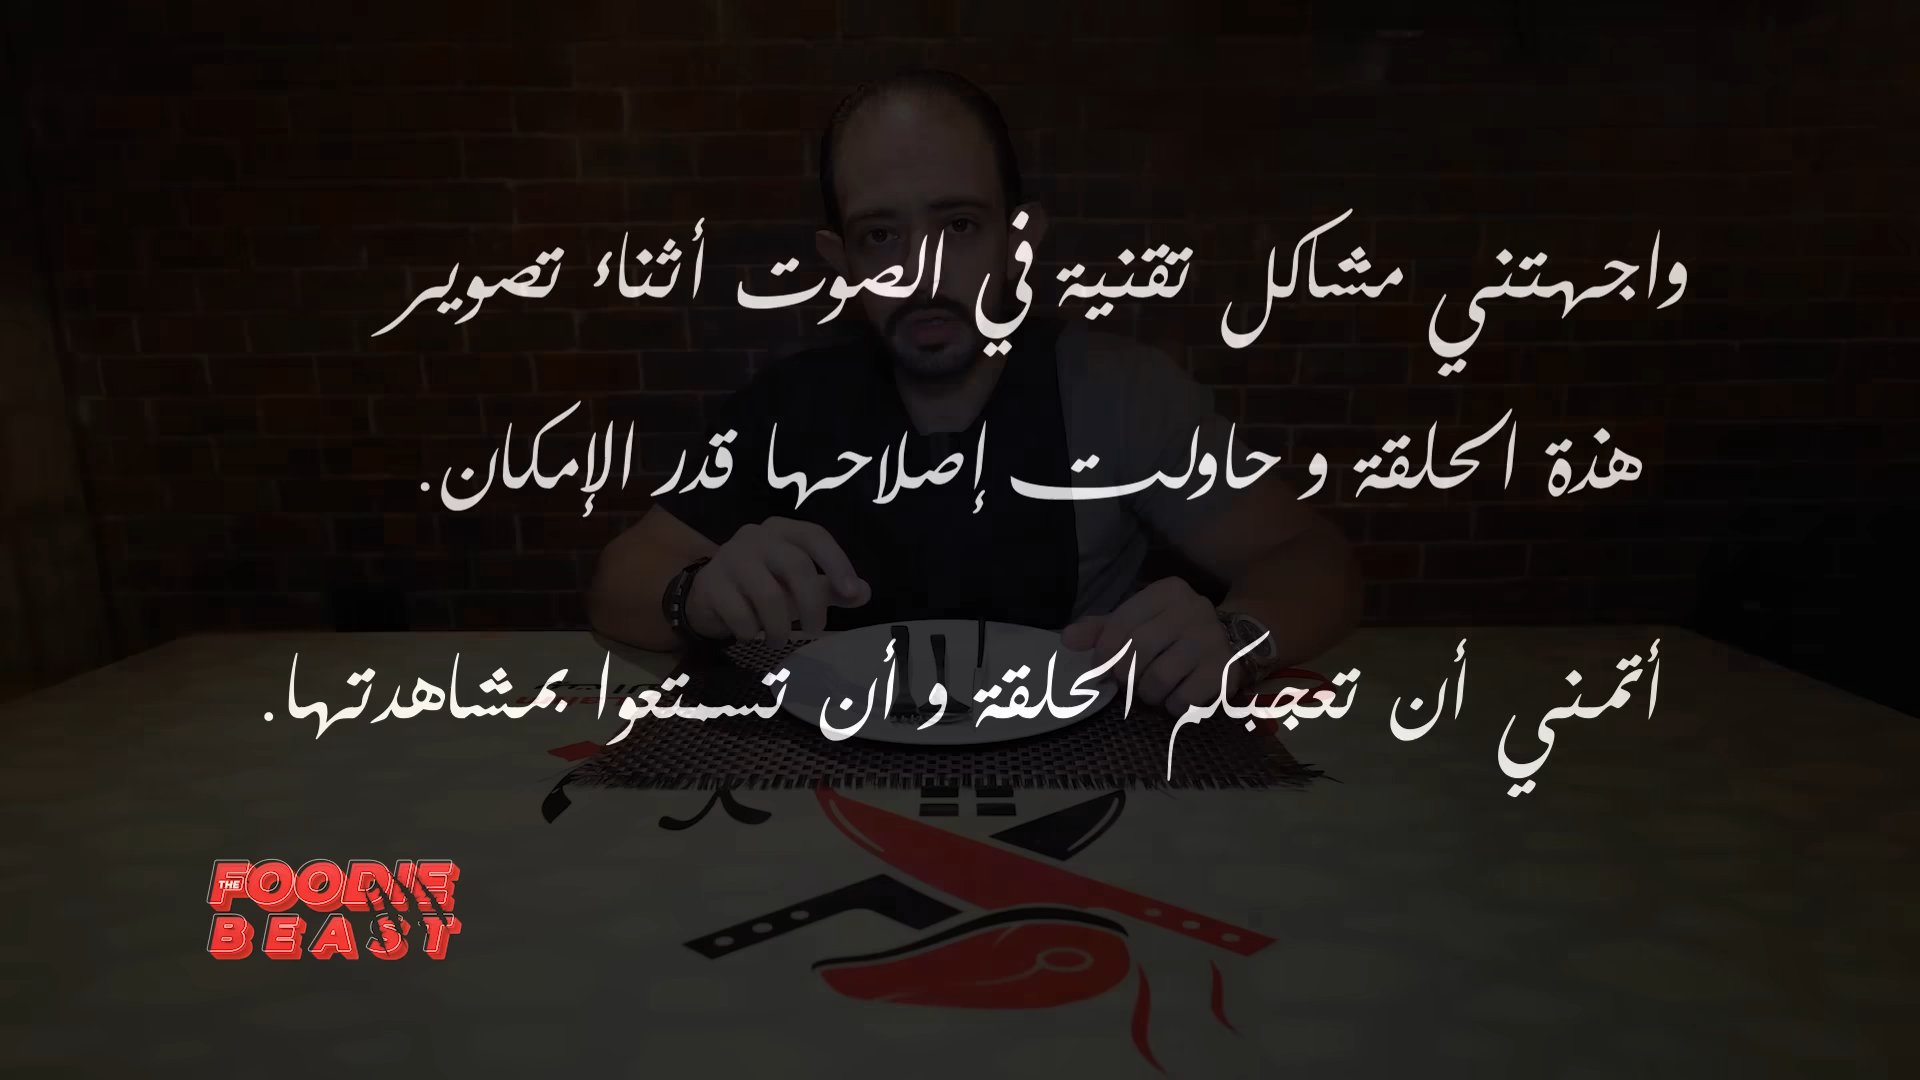 واجهتني مشاكل تقنية في الصوت أثناء تصوير
هذة الحلقة و حاولت إصلاحها قدر الإمكان.
أتمني أن تعجبكم الحلقة و أن تستمتعوا بمشاهدتها.
THE FOODIE
BEAST